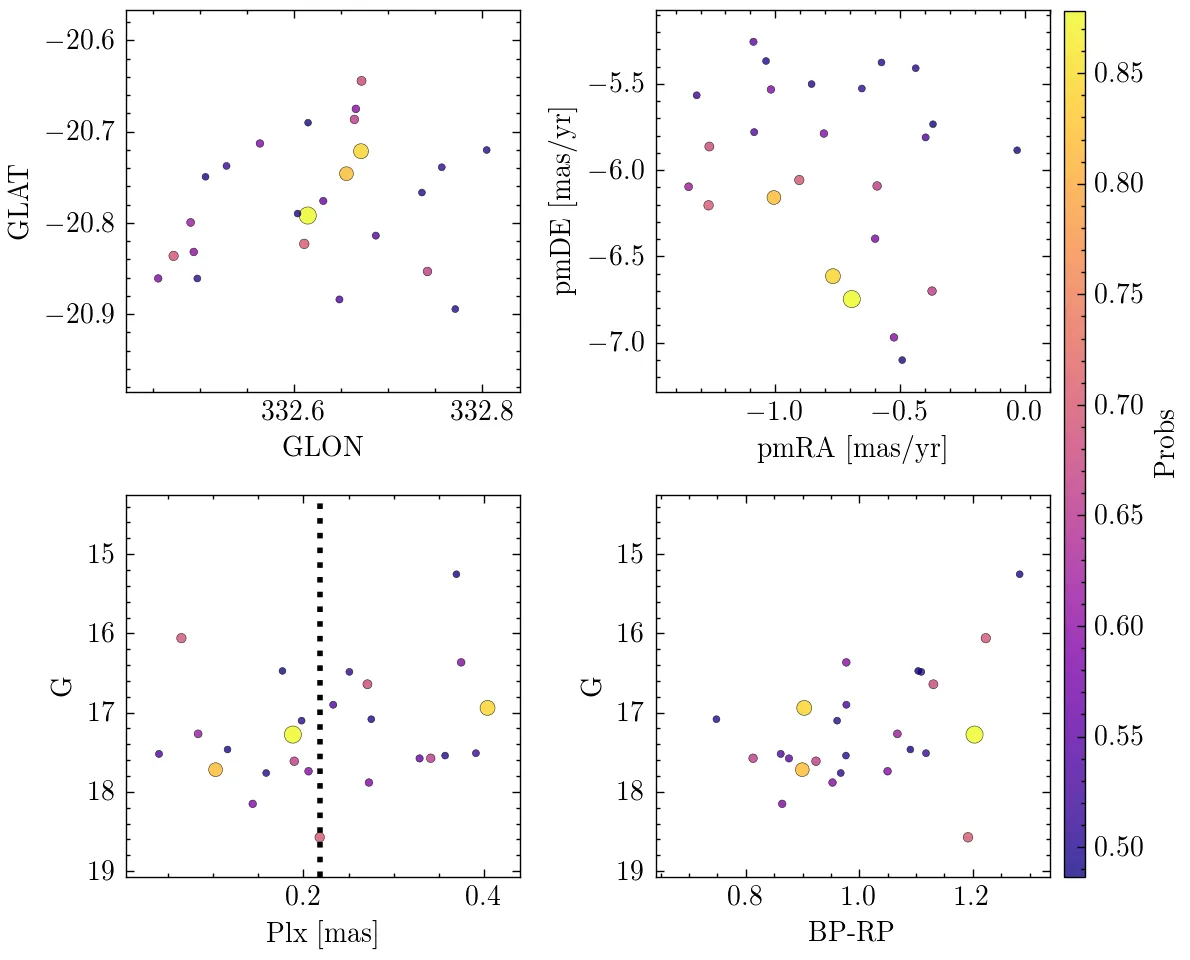 −20.6
−20.7
−20.8
−20.9
GLAT
332.6 332.8
GLON
−5.5
−6.0
−6.5
−7.0
pmDE [mas/yr]
−1.0 −0.5 0.0
pmRA [mas/yr]
0.85
0.80
0.75
0.70
0.65
0.60
0.55
0.50
Probs
15
16
17
18
19
G
0.2 0.4
Plx [mas]
15
16
17
18
19
G
0.8 1.0 1.2
BP-RP